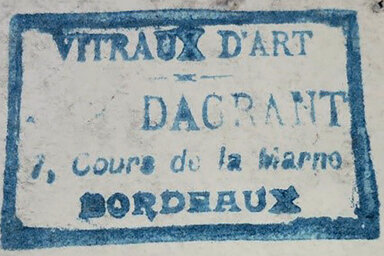 VITRAUX D'ART
DAGRANT
7, Cours de la Marne
BORDEAUX